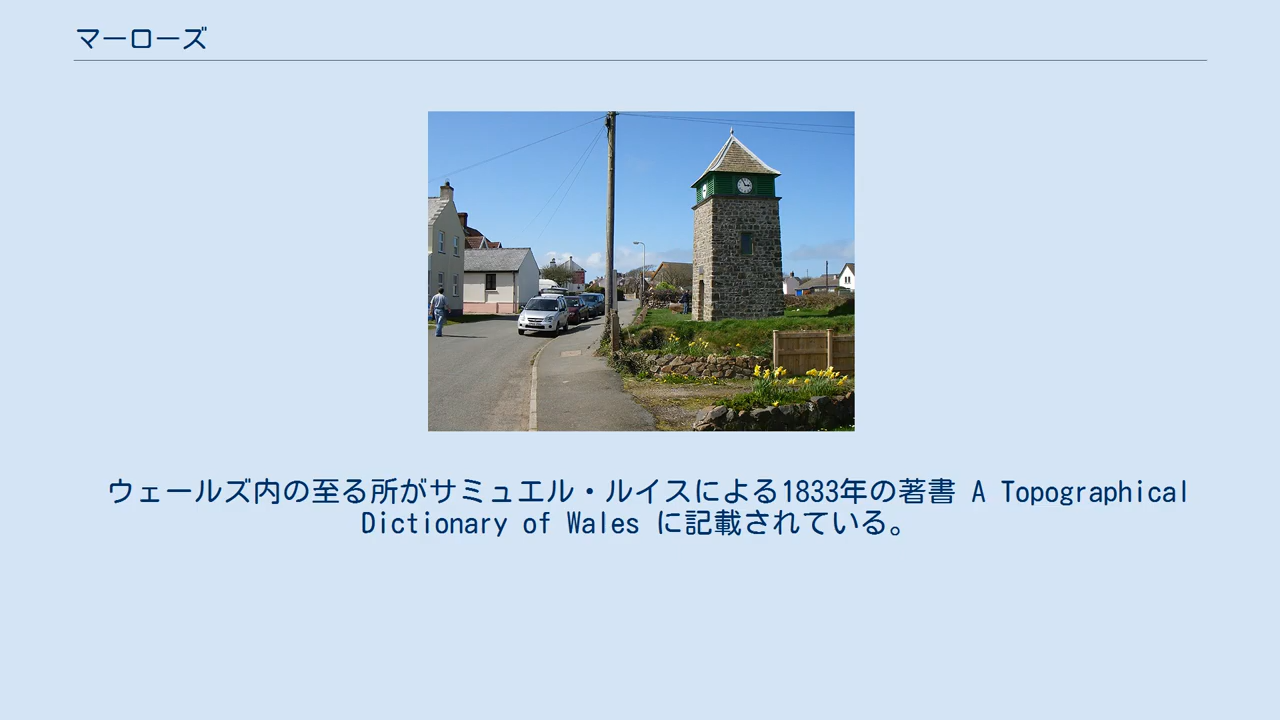 マーローズ
ウェールズ内の至る所がサミュエル・ルイスによる1833年の著書 A Topographical
Dictionary of Wales に記載されている。